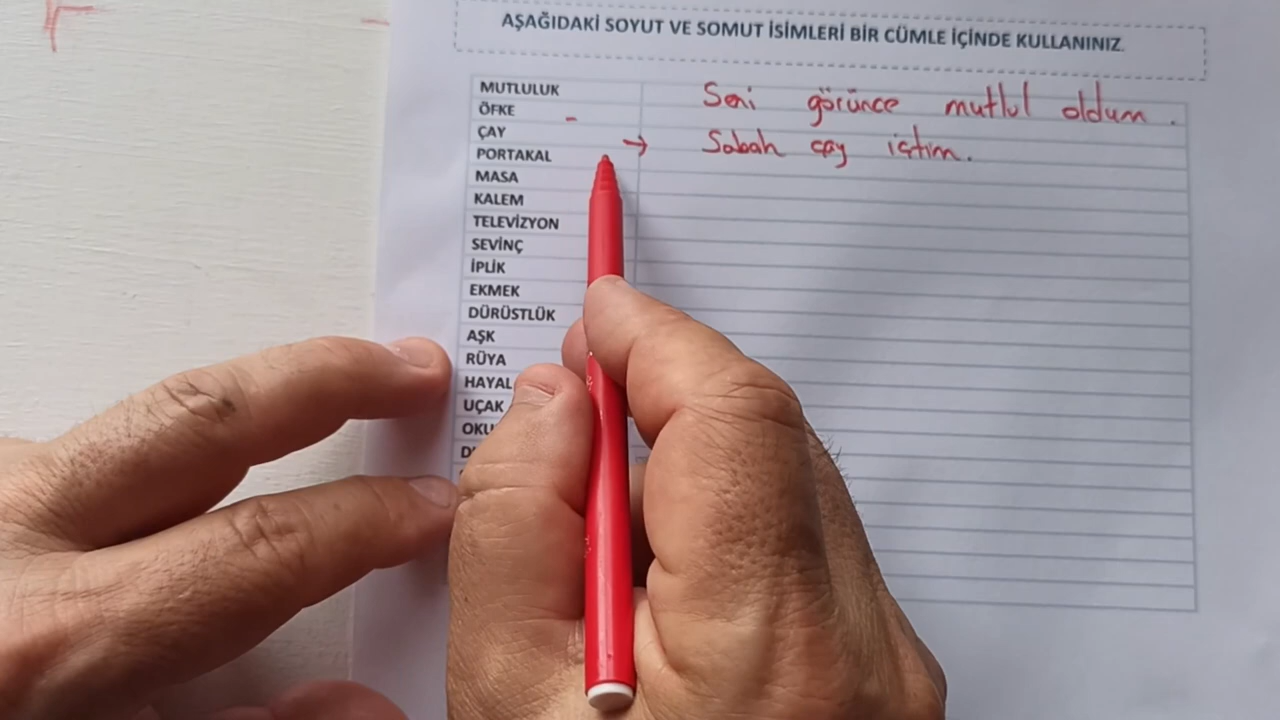 AŞAĞIDAKİ SOYUT VE SOMUT İSİMLERİ BİR CÜMLE İÇİNDE KULLANINIZ.
MUTLULUK Seni görünce mutlul oldum.
ÖFKE -
ÇAY → Sabah çay içtim.
PORTAKAL
MASA
KALEM
TELEVİZYON
SEVİNÇ
İPLİK
EKMEK
DÜRÜSTLÜK
AŞK
RÜYA
HAYAL
UÇAK